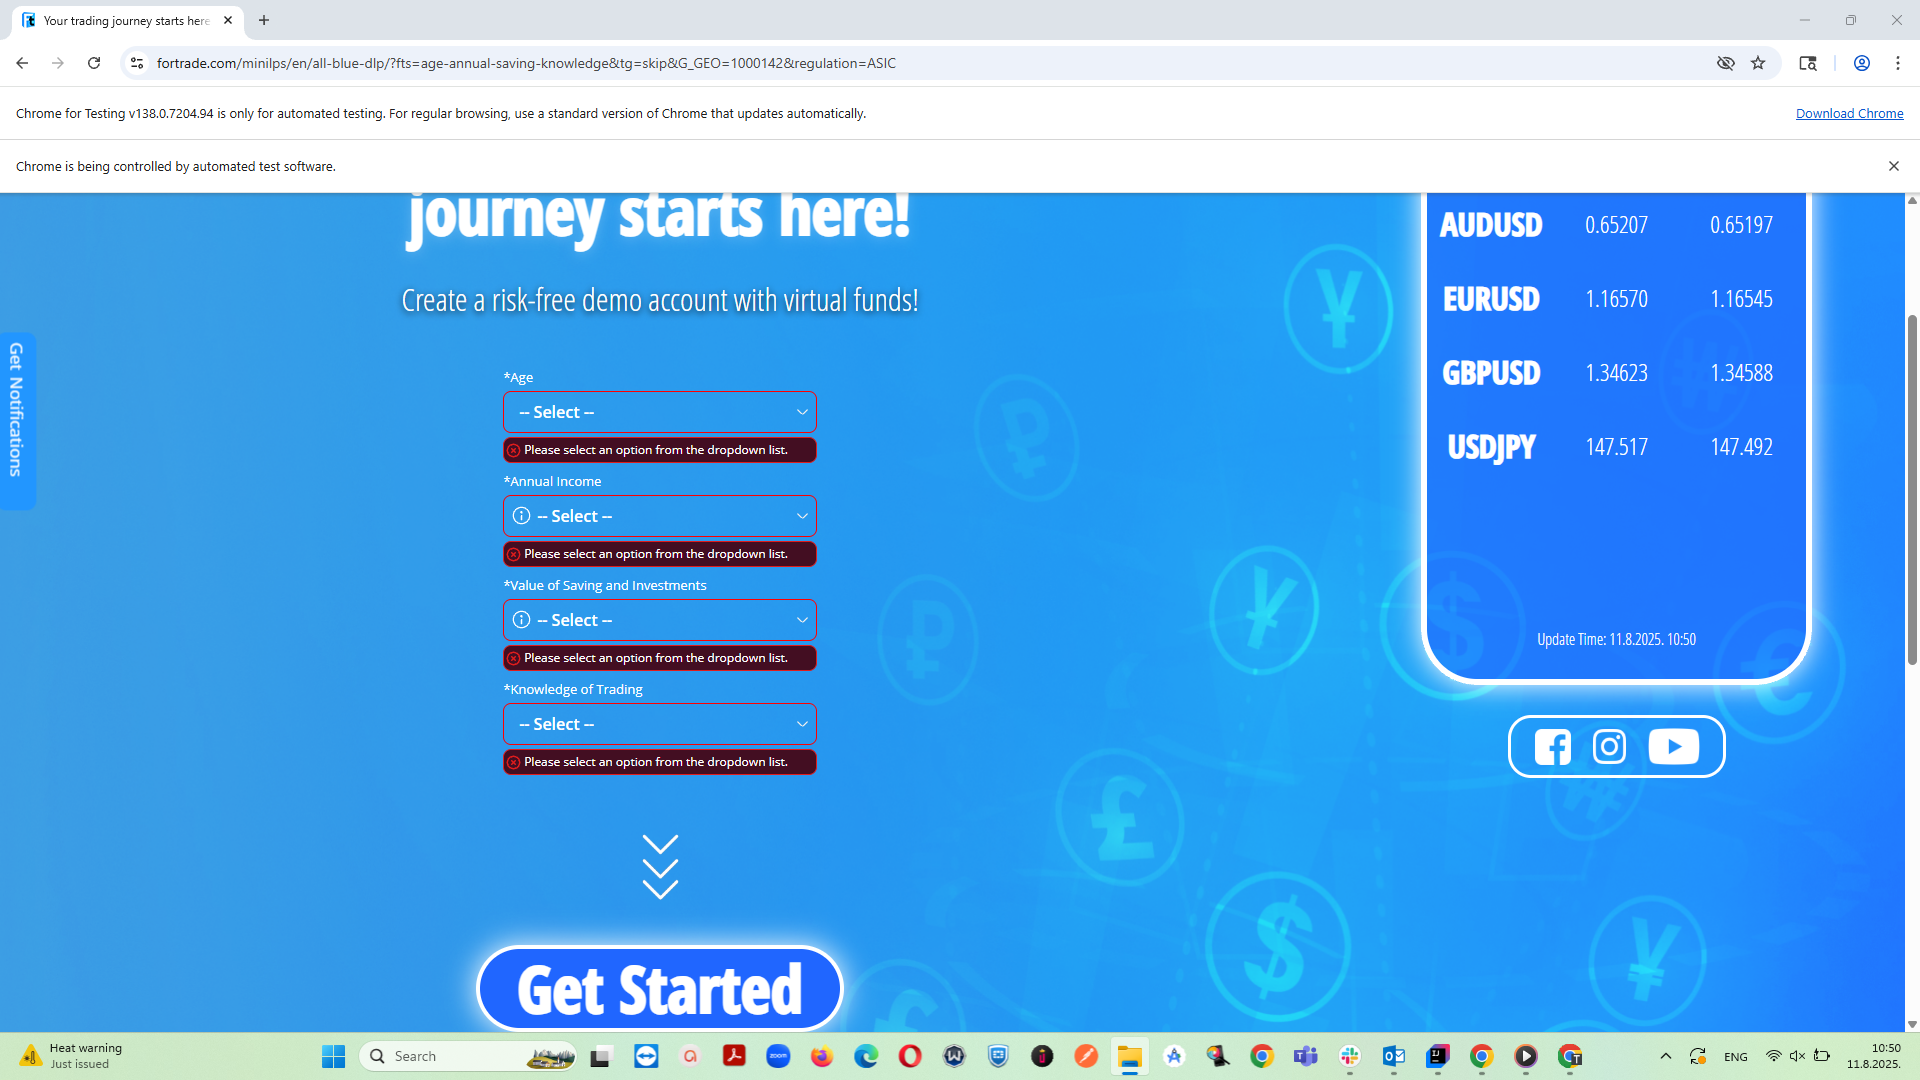 Your trading journey starts here
fortrade.com/minilps/en/all-blue-dlp/?fts=age-annual-saving-knowledge&tg=skip&G_GEO=1000142&regulation=ASIC
Chrome for Testing v138.0.7204.94 is only for automated testing. For regular browsing, use a standard version of Chrome that updates automatically.
Download Chrome
Chrome is being controlled by automated test software.
journey starts here!
Create a risk-free demo account with virtual funds!
Get Notifications
*Age
-- Select --
Please select an option from the dropdown list.
*Annual Income
-- Select --
Please select an option from the dropdown list.
*Value of Saving and Investments
-- Select --
Please select an option from the dropdown list.
*Knowledge of Trading
-- Select --
Please select an option from the dropdown list.
Get Started
AUDUSD 0.65207 0.65197
EURUSD 1.16570 1.16545
GBPUSD 1.34623 1.34588
USDJPY 147.517 147.492
Update Time: 11.8.2025. 10:50
Heat warning
Just issued
Search
zoom
ENG
10:50
11.8.2025.